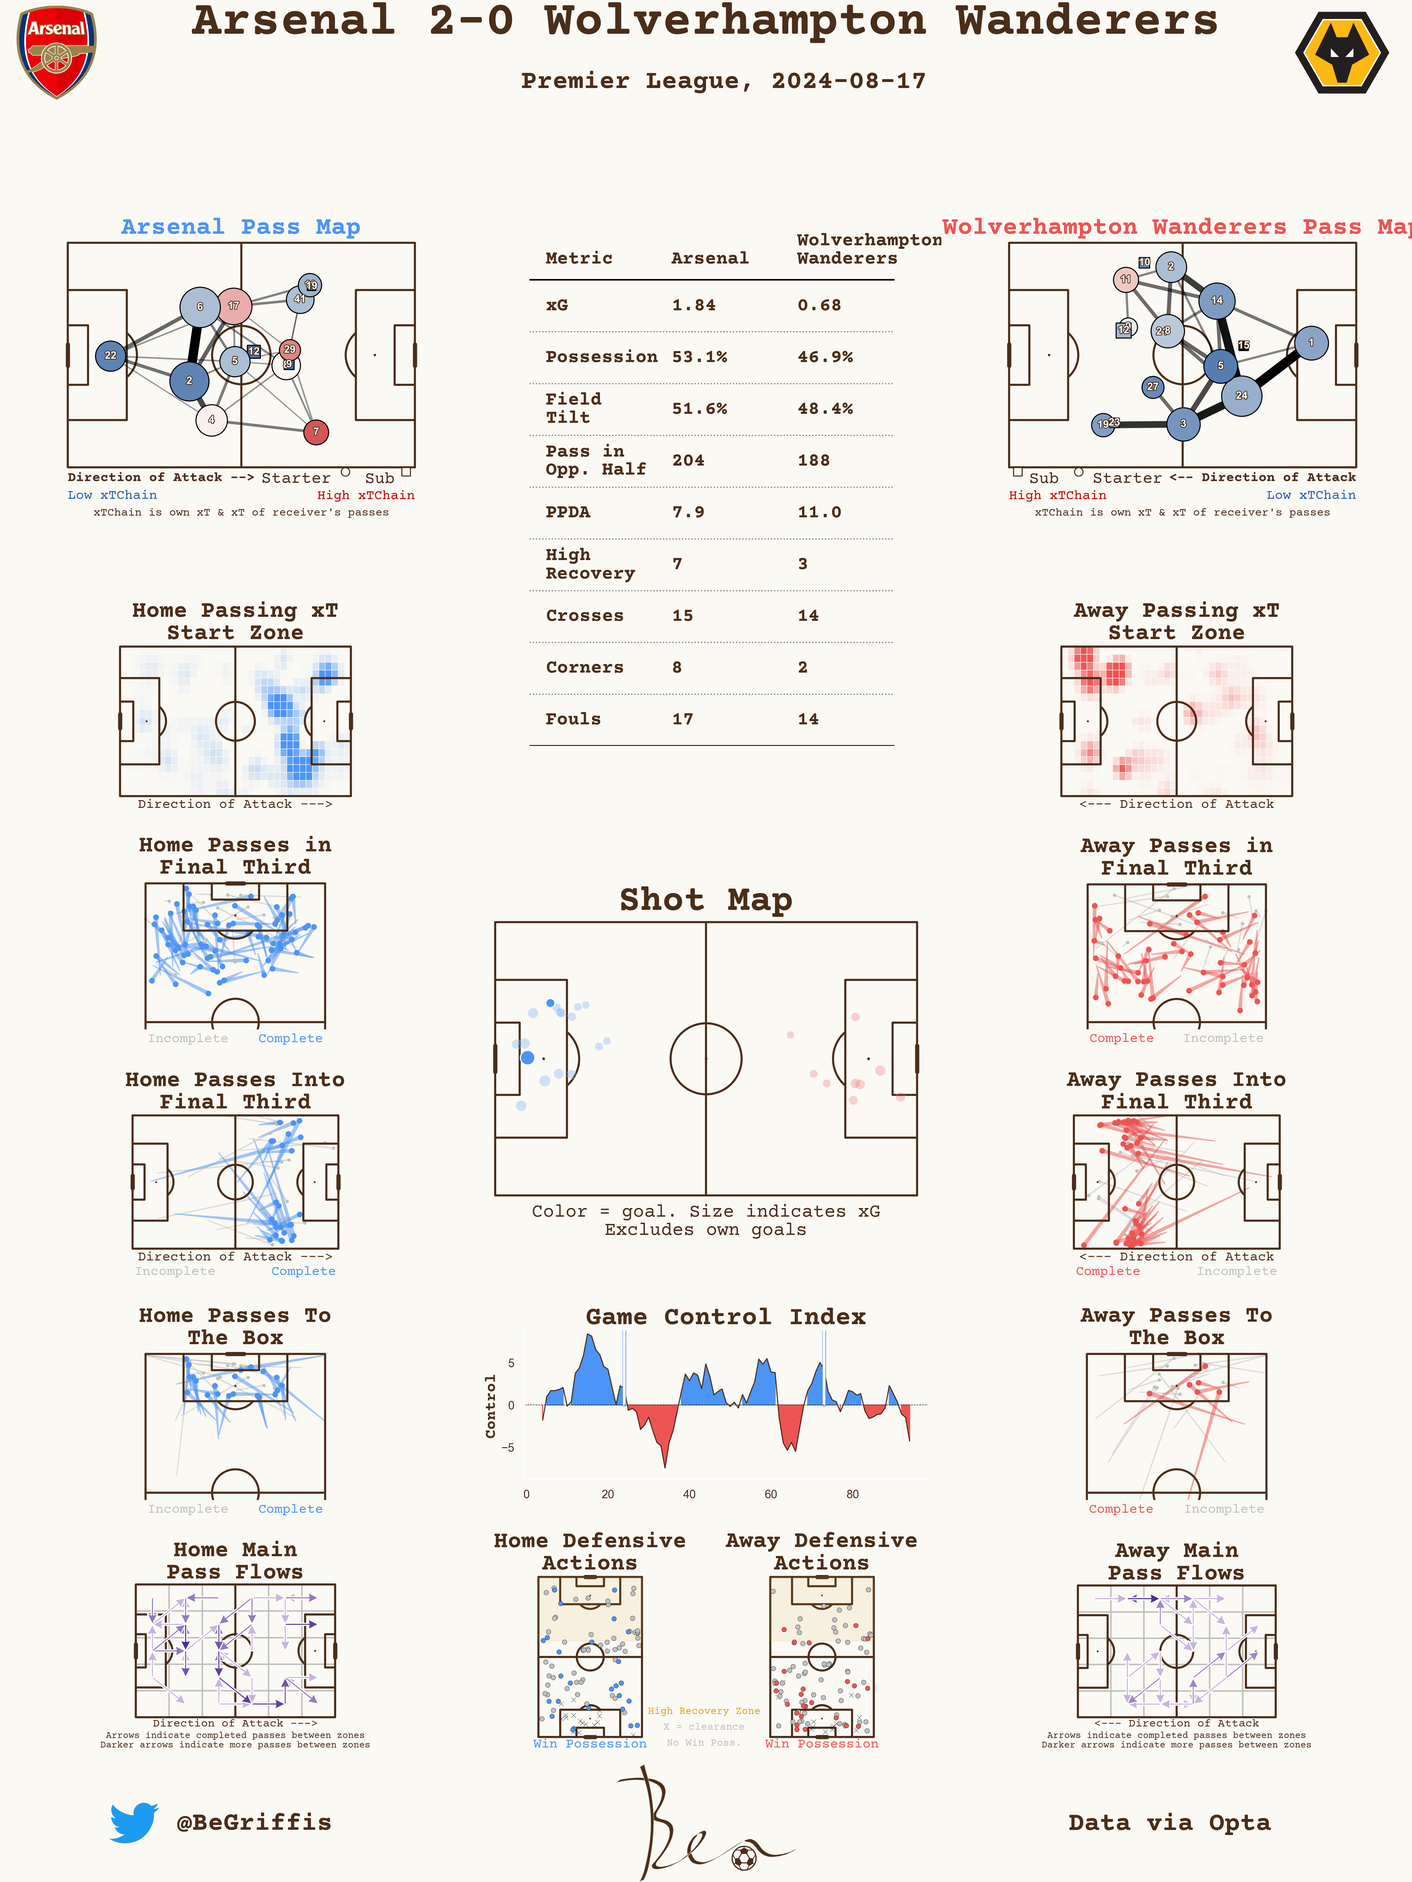 Arsenal 2-0 Wolverhampton Wanderers
Arsenal
Premier League, 2024-08-17
Arsenal Pass Map
6
17
19
41
22
12
29
5
9
2
4
7
Direction of Attack --> Starter Sub
Low xTChain High xTChain
xTChain is own xT & xT of receiver's passes
Metric Arsenal Wolverhampton
Wanderers
xG 1.84 0.68
Possession 53.1% 46.9%
Field
Tilt 51.6% 48.4%
Pass in
Opp. Half 204 188
PPDA 7.9 11.0
High
Recovery 7 3
Crosses 15 14
Corners 8 2
Fouls 17 14
Wolverhampton Wanderers Pass Map
10
2
11
14
12
8
15
1
5
27
24
19
23
3
Sub Starter <-- Direction of Attack
High xTChain Low xTChain
xTChain is own xT & xT of receiver's passes
Home Passing xT
Start Zone
Direction of Attack --->
Away Passing xT
Start Zone
<--- Direction of Attack
Home Passes in
Final Third
Incomplete Complete
Away Passes in
Final Third
Complete Incomplete
Shot Map
Color = goal. Size indicates xG
Excludes own goals
Home Passes Into
Final Third
Direction of Attack --->
Incomplete Complete
Away Passes Into
Final Third
<--- Direction of Attack
Complete Incomplete
Home Passes To
The Box
Incomplete Complete
Game Control Index
Control
5
0
−5
0 20 40 60 80
Away Passes To
The Box
Complete Incomplete
Home Main
Pass Flows
Direction of Attack --->
Arrows indicate completed passes between zones
Darker arrows indicate more passes between zones
Home Defensive
Actions
Win Possession
High Recovery Zone
X = clearance
No Win Poss.
Away Defensive
Actions
Win Possession
Away Main
Pass Flows
<--- Direction of Attack
Arrows indicate completed passes between zones
Darker arrows indicate more passes between zones
@BeGriffis
Ben
Data via Opta